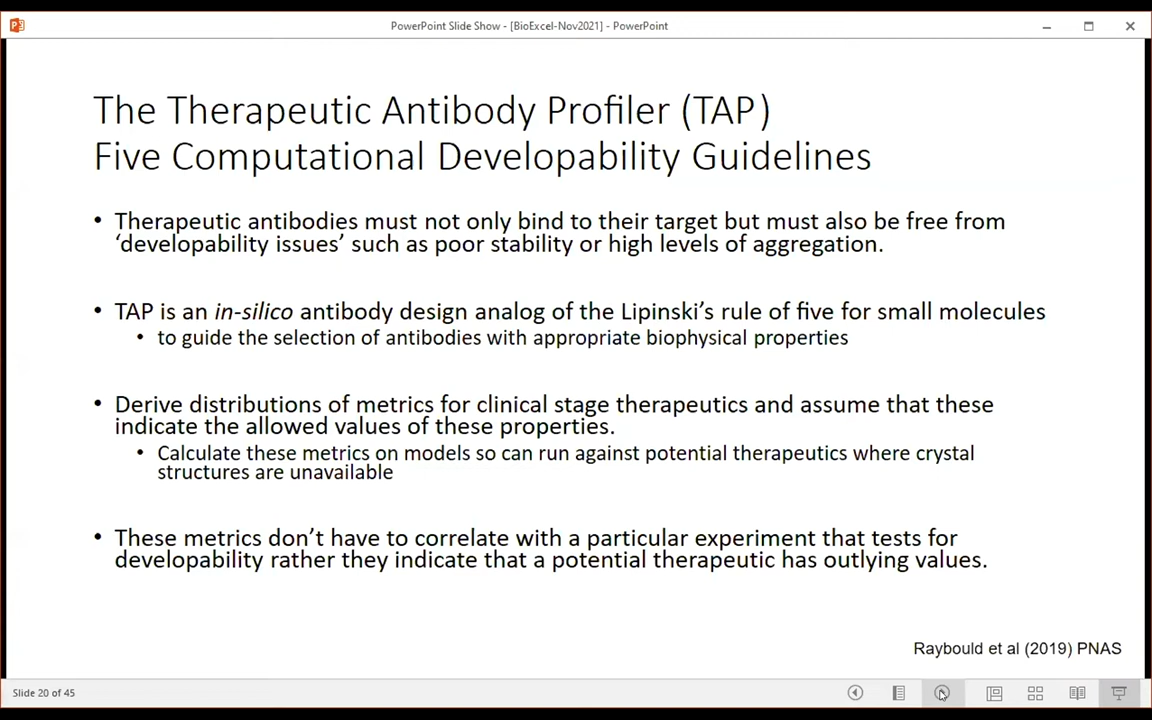 PowerPoint Slide Show - [BioExcel-Nov2021] - PowerPoint
The Therapeutic Antibody Profiler (TAP)
Five Computational Developability Guidelines
• Therapeutic antibodies must not only bind to their target but must also be free from
‘developability issues’ such as poor stability or high levels of aggregation.
• TAP is an in-silico antibody design analog of the Lipinski’s rule of five for small molecules
• to guide the selection of antibodies with appropriate biophysical properties
• Derive distributions of metrics for clinical stage therapeutics and assume that these
indicate the allowed values of these properties.
• Calculate these metrics on models so can run against potential therapeutics where crystal
structures are unavailable
• These metrics don’t have to correlate with a particular experiment that tests for
developability rather they indicate that a potential therapeutic has outlying values.
Raybould et al (2019) PNAS
Slide 20 of 45